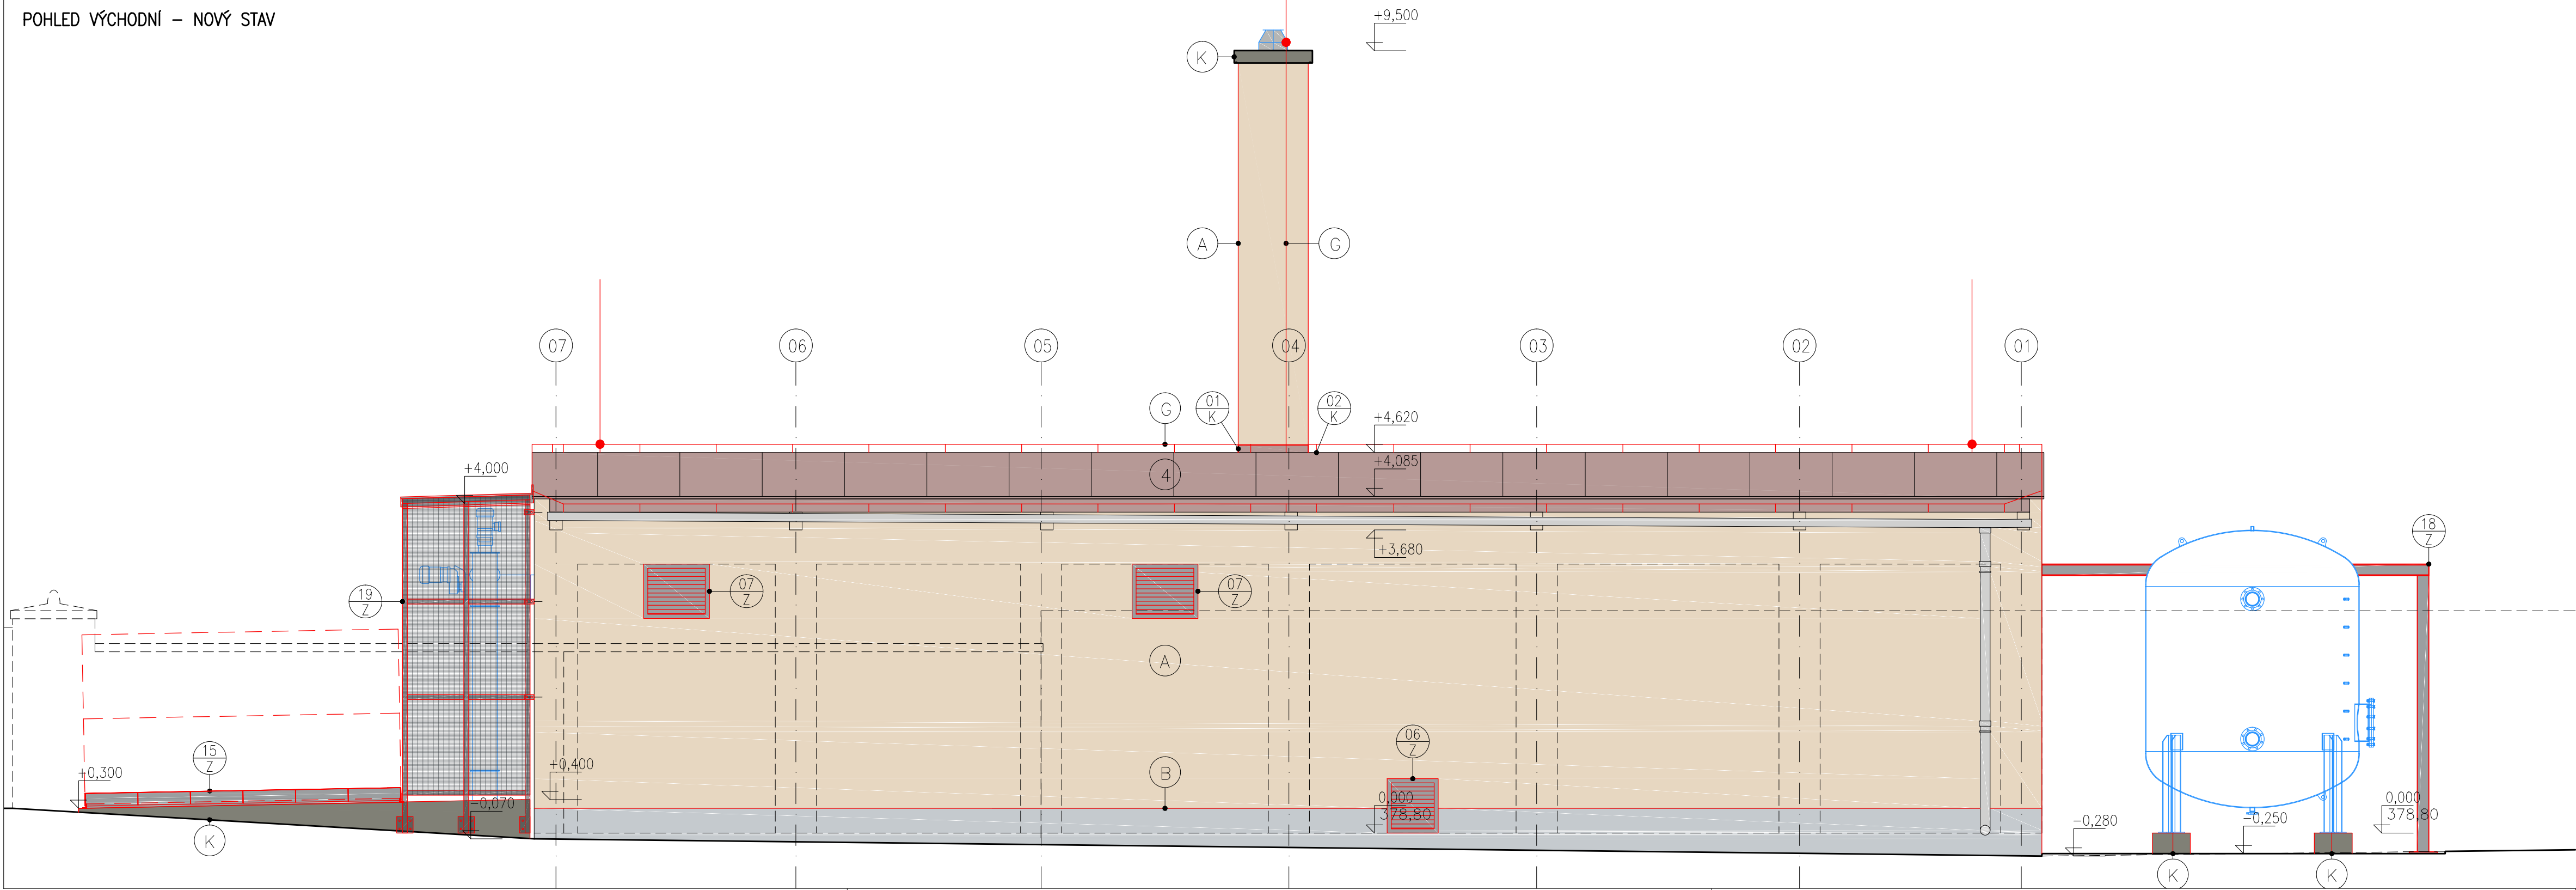 POHLED VÝCHODNÍ – NOVÝ STAV
+9,500
K
A
G
07
06
05
04
03
02
01
G
01
K
02
K
+4,620
+4,085
4
+4,000
+3,680
18
Z
07
Z
07
Z
19
Z
A
06
Z
15
Z
+0,300
+0,400
B
-0,070
0,000
378,80
0,000
378,80
-0,280
-0,250
K
K
K